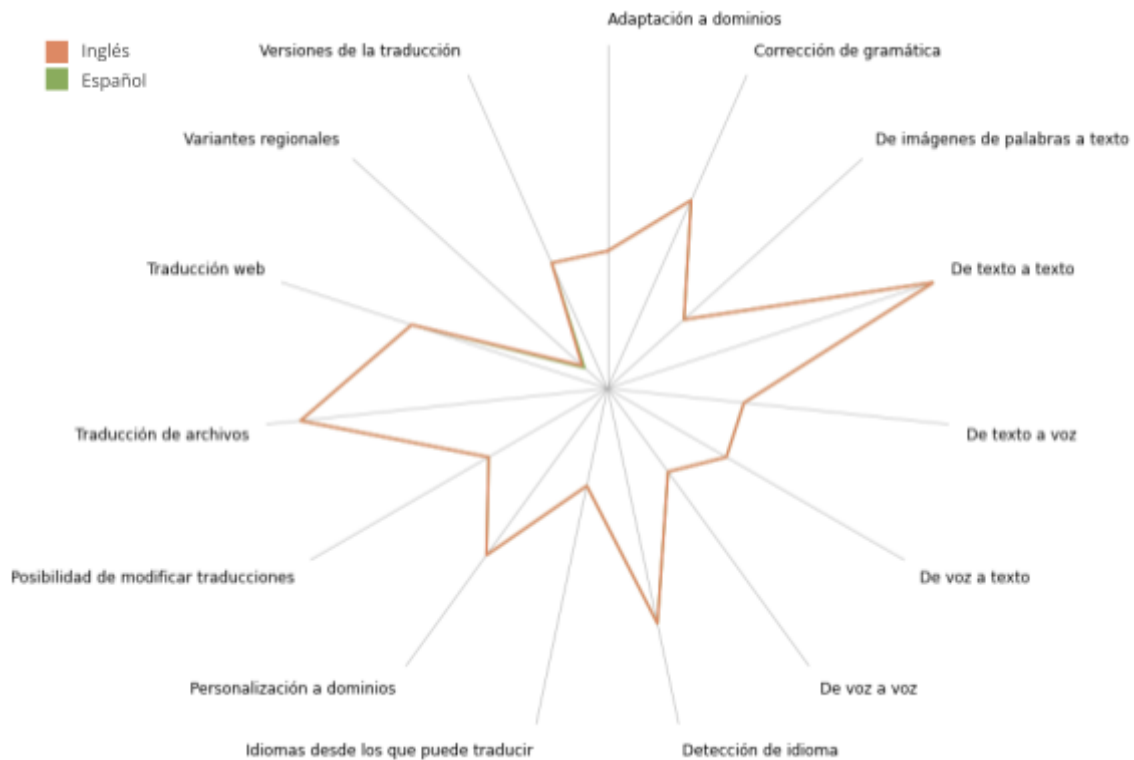 Adaptación a dominios
Versiones de la traducción
Corrección de gramática
Inglés
Español
Variantes regionales
De imágenes de palabras a texto
Traducción web
De texto a texto
Traducción de archivos
De texto a voz
Posibilidad de modificar traducciones
De voz a texto
Personalización a dominios
De voz a voz
Idiomas desde los que puede traducir
Detección de idioma